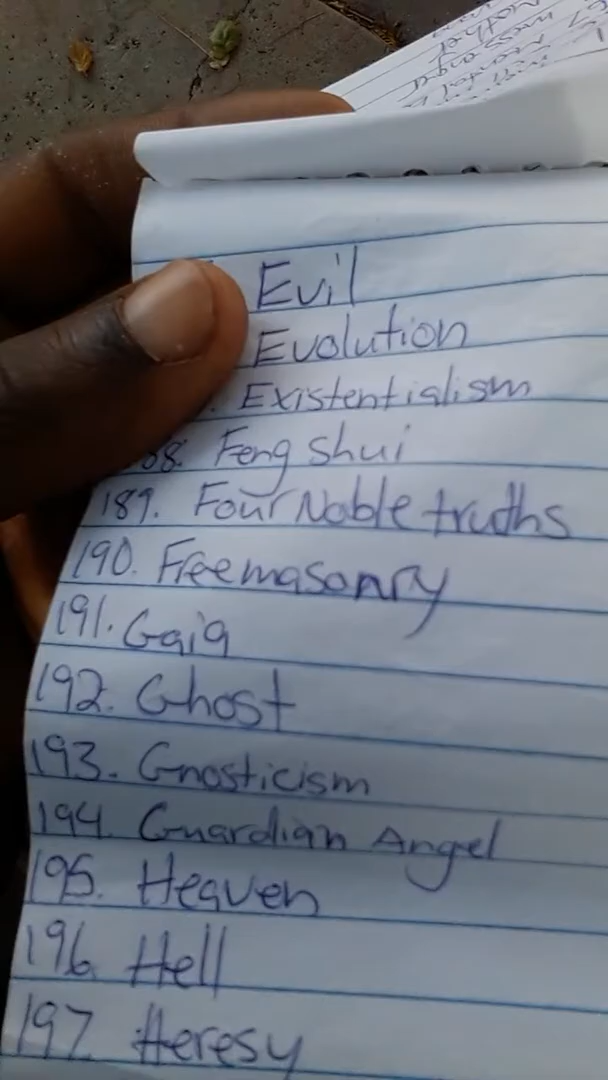 Evil
Evolution
Existentialism
Feng shui
189. Four Noble truths
190. Freemasonry
191. Gaia
192. Ghost
193. Gnosticism
194. Guardian Angel
195. Heaven
196. Hell
197. Heresy